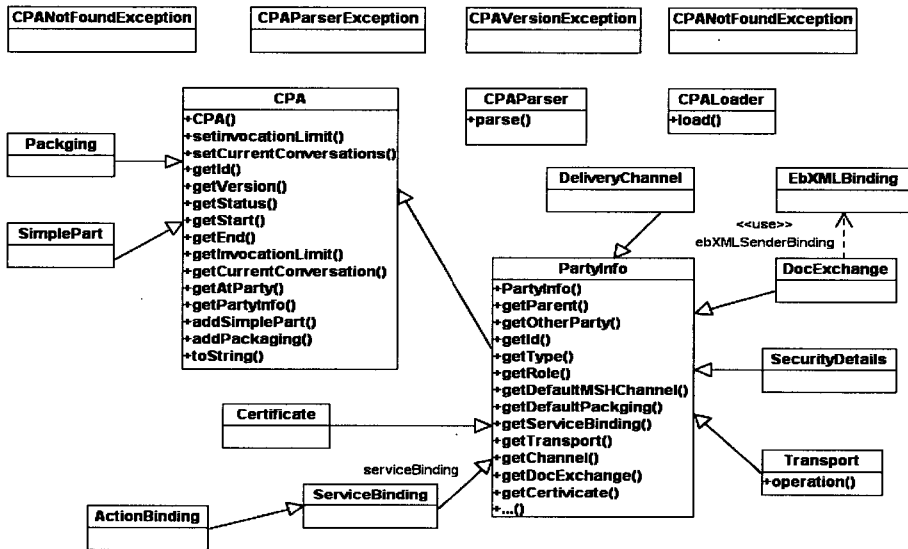 CPANotFoundException
CPAParserException
CPAVersionException
CPANotFoundException
CPA
+CPA()
+setInvocationLimit()
+setCurrentConversations()
+getId()
+getVersion()
+getStatus()
+getStart()
+getEnd()
+getInvocationLimit()
+getCurrentConversation()
+getAtParty()
+getPartyInfo()
+addSimplePart()
+addPackaging()
+toString()
CPAParser
+parse()
CPALoader
+load()
Packging
SimplePart
DeliveryChannel
EbXMLBinding
<<use>>
ebXMLSenderBinding
DocExchange
PartyInfo
+PartyInfo()
+getParent()
+getOtherParty()
+getId()
+getType()
+getRole()
+getDefaultMSHChannel()
+getDefaultPackging()
+getServiceBinding()
+getTransport()
+getChannel()
+getDocExchange()
+getCertivicate()
+...()
SecurityDetails
Certificate
serviceBinding
ServiceBinding
Transport
+operation()
ActionBinding